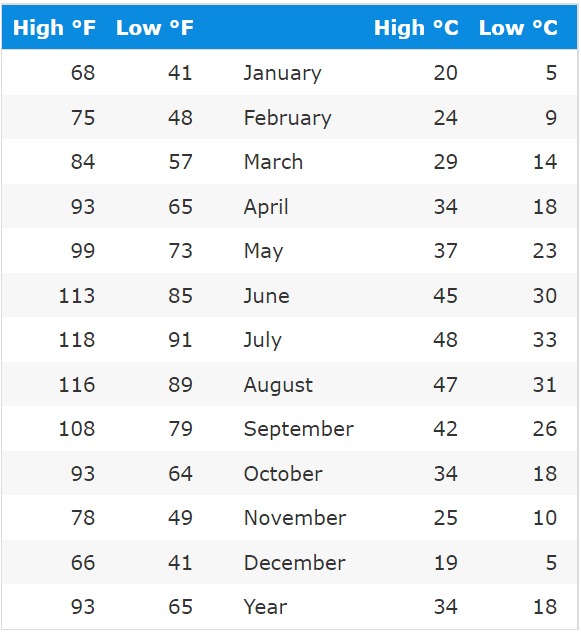 High °F Low °F High °C Low °C
68 41 January 20 5
75 48 February 24 9
84 57 March 29 14
93 65 April 34 18
99 73 May 37 23
113 85 June 45 30
118 91 July 48 33
116 89 August 47 31
108 79 September 42 26
93 64 October 34 18
78 49 November 25 10
66 41 December 19 5
93 65 Year 34 18